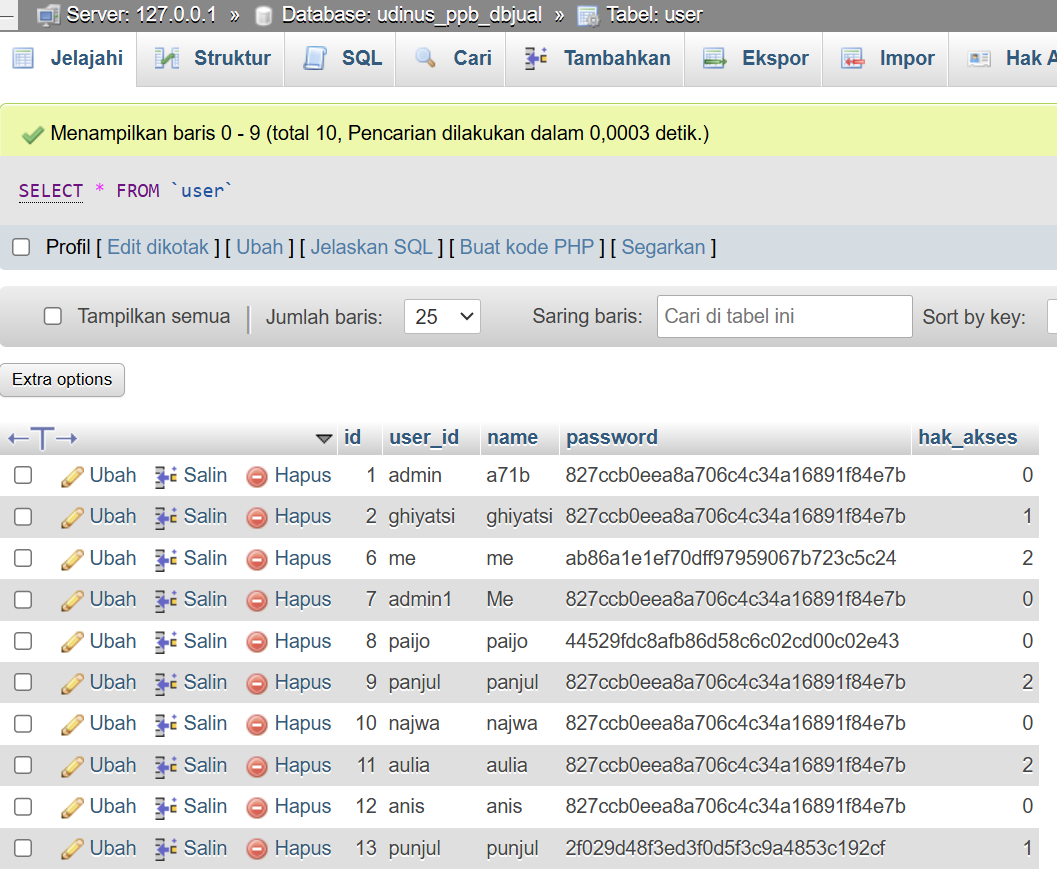 Server: 127.0.0.1 » Database: udinus_ppb_dbjual » Tabel: user
Jelajahi Struktur SQL Cari Tambahkan Ekspor Impor Hak A
Menampilkan baris 0 - 9 (total 10, Pencarian dilakukan dalam 0,0003 detik.)
SELECT * FROM `user`
Profil [ Edit dikotak ] [ Ubah ] [ Jelaskan SQL ] [ Buat kode PHP ] [ Segarkan ]
Tampilkan semua Jumlah baris: 25 Saring baris: Cari di tabel ini Sort by key:
Extra options
id user_id name password hak_akses
Ubah Salin Hapus 1 admin a71b 827ccb0eea8a706c4c34a16891f84e7b 0
Ubah Salin Hapus 2 ghiyatsi ghiyatsi 827ccb0eea8a706c4c34a16891f84e7b 1
Ubah Salin Hapus 6 me me ab86a1e1ef70dff97959067b723c5c24 2
Ubah Salin Hapus 7 admin1 Me 827ccb0eea8a706c4c34a16891f84e7b 0
Ubah Salin Hapus 8 paijo paijo 44529fdc8afb86d58c6c02cd00c02e43 0
Ubah Salin Hapus 9 panjul panjul 827ccb0eea8a706c4c34a16891f84e7b 2
Ubah Salin Hapus 10 najwa najwa 827ccb0eea8a706c4c34a16891f84e7b 0
Ubah Salin Hapus 11 aulia aulia 827ccb0eea8a706c4c34a16891f84e7b 2
Ubah Salin Hapus 12 anis anis 827ccb0eea8a706c4c34a16891f84e7b 0
Ubah Salin Hapus 13 punjul punjul 2f029d48f3ed3f0d5f3c9a4853c192cf 1